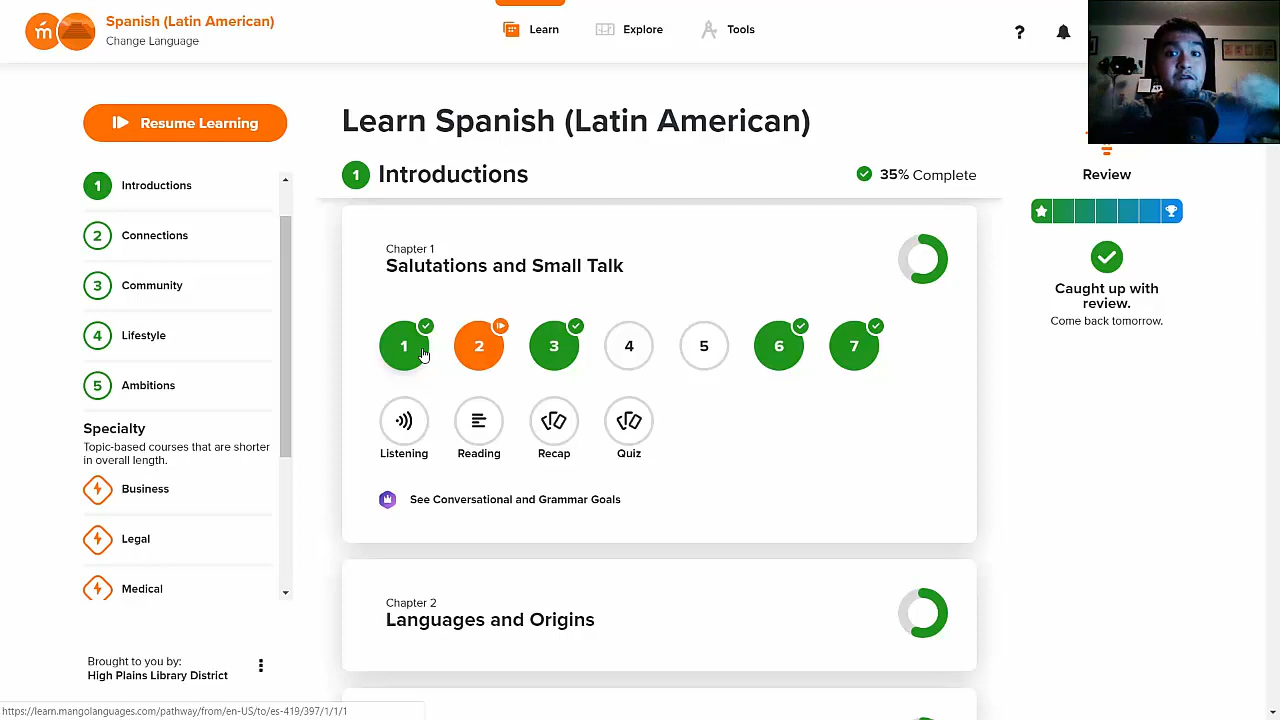 ḿ
Spanish (Latin American)
Change Language
Learn
Explore
Tools
?
Resume Learning
1 Introductions
2 Connections
3 Community
4 Lifestyle
5 Ambitions
Specialty
Topic-based courses that are shorter
in overall length.
Business
Legal
Medical
Brought to you by:
High Plains Library District
Learn Spanish (Latin American)
1 Introductions
35% Complete
Chapter 1
Salutations and Small Talk
1 2 3 4 5 6 7
Listening Reading Recap Quiz
See Conversational and Grammar Goals
Chapter 2
Languages and Origins
Review
Caught up with
review.
Come back tomorrow.
https://learn.mangolanguages.com/pathway/from/en-US/to/es-419/397/1/1/1